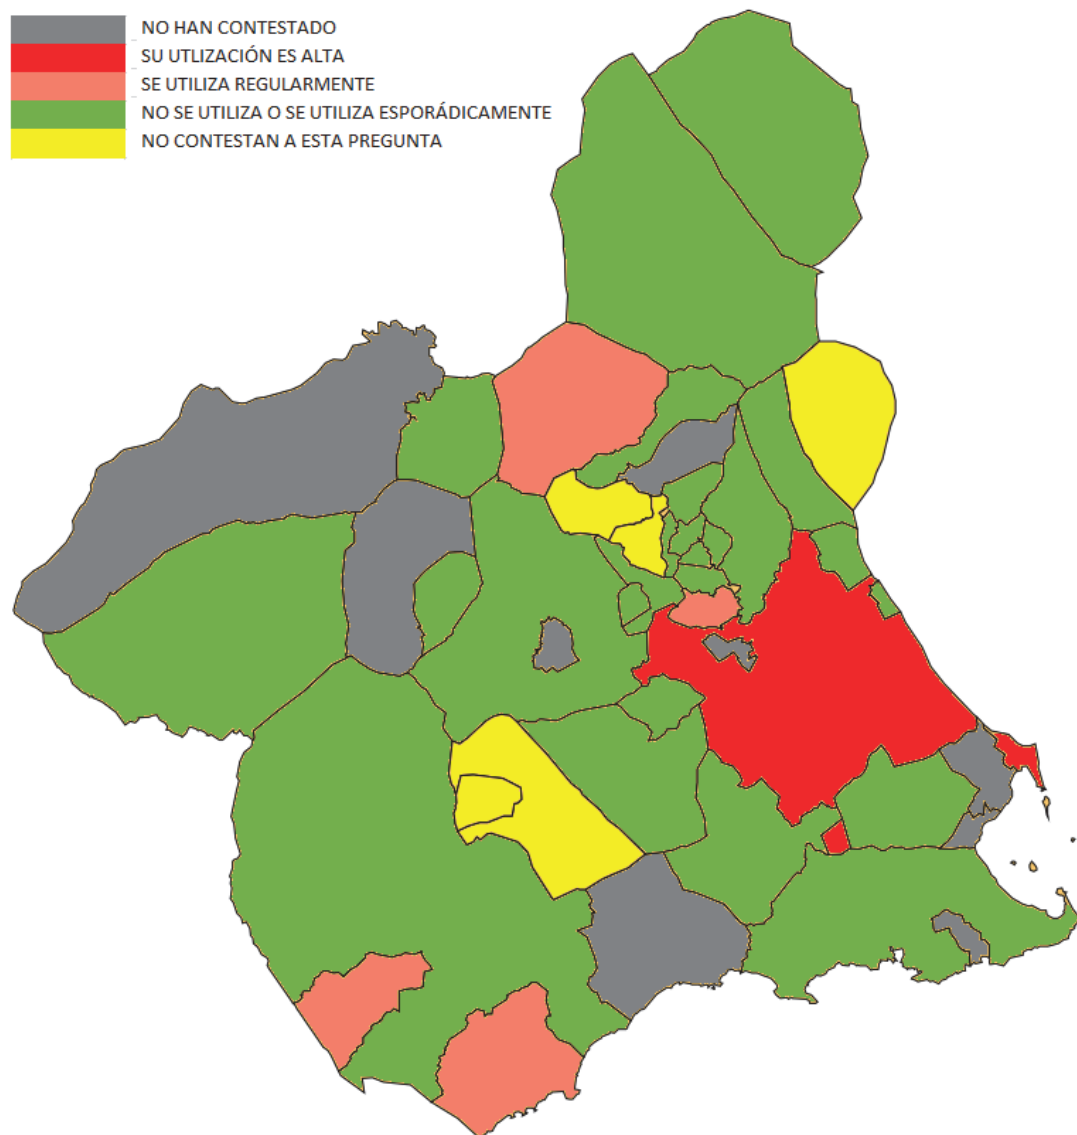 NO HAN CONTESTADO
SU UTLIZACIÓN ES ALTA
SE UTILIZA REGULARMENTE
NO SE UTILIZA O SE UTILIZA ESPORÁDICAMENTE
NO CONTESTAN A ESTA PREGUNTA